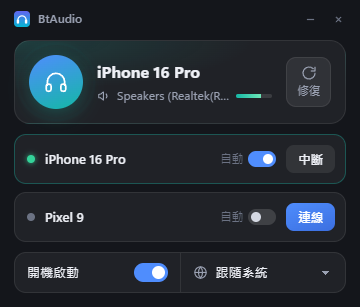 BtAudio
iPhone 16 Pro
Speakers (Realtek(R...
修復
iPhone 16 Pro
自動
中斷
Pixel 9
自動
連線
開機啟動
跟隨系統